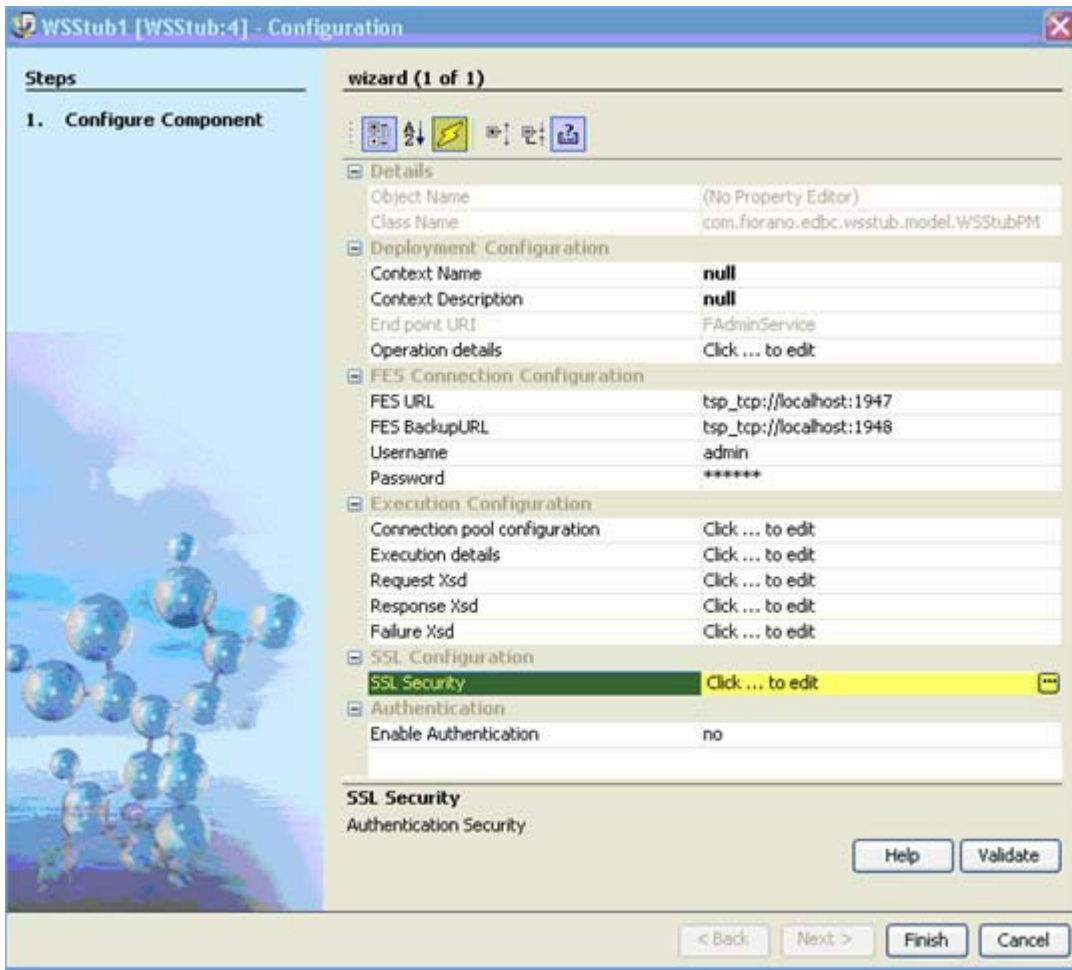 WSStub1 [WSStub:4] - Configuration
Steps
1. Configure Component
wizard (1 of 1)
Details
Object Name (No Property Editor)
Class Name com.fiorano.edbc.wsstub.model.WSStubPM
Deployment Configuration
Context Name null
Context Description null
End point URI FAdminService
Operation details Click ... to edit
FES Connection Configuration
FES URL tsp_tcp://localhost:1947
FES BackupURL tsp_tcp://localhost:1948
Username admin
Password ******
Execution Configuration
Connection pool configuration Click ... to edit
Execution details Click ... to edit
Request Xsd Click ... to edit
Response Xsd Click ... to edit
Failure Xsd Click ... to edit
SSL Configuration
SSL Security Click ... to edit
Authentication
Enable Authentication no
SSL Security
Authentication Security
Help Validate
< Back Next > Finish Cancel